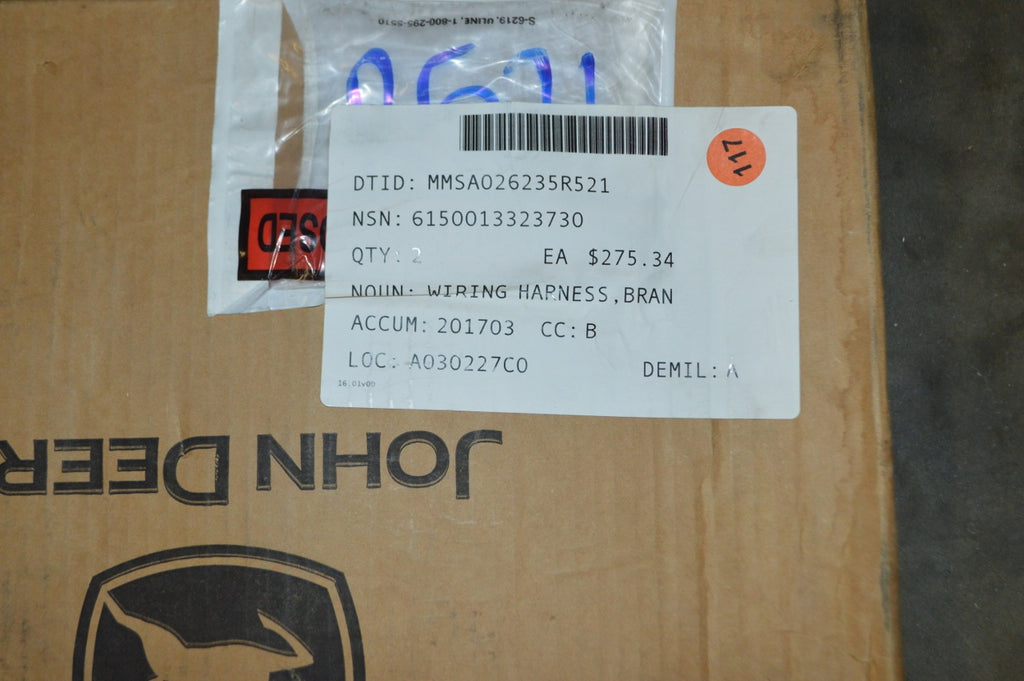 S-6219, ULINE, 1-800-295-5510
117
DTID: MMSA026235R521
NSN: 6150013323730
QTY: 2 EA $275.34
NOUN: WIRING HARNESS,BRAN
ACCUM: 201703 CC: B
LOC: A030227C0 DEMIL: A
16.01v00
OSED
JOHN DEER